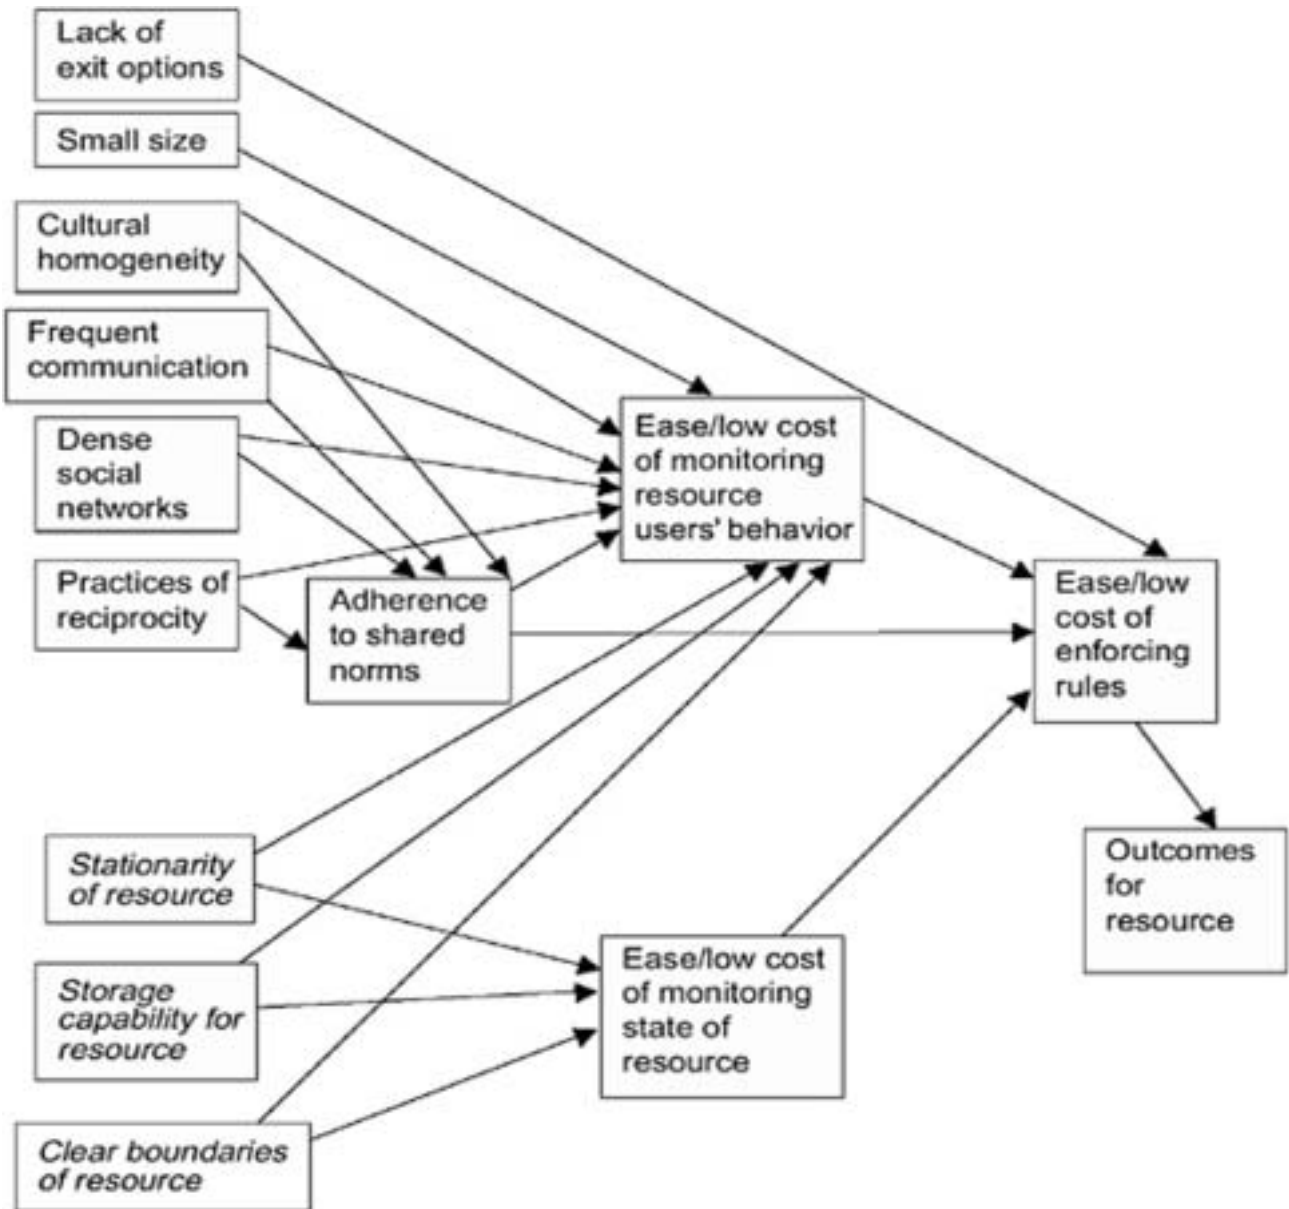 Lack of
exit options
Small size
Cultural
homogeneity
Frequent
communication
Dense
social
networks
Practices of
reciprocity
Adherence
to shared
norms
Ease/low cost
of monitoring
resource
users' behavior
Ease/low
cost of
enforcing
rules
Stationarity
of resource
Storage
capability for
resource
Clear boundaries
of resource
Ease/low cost
of monitoring
state of
resource
Outcomes
for
resource